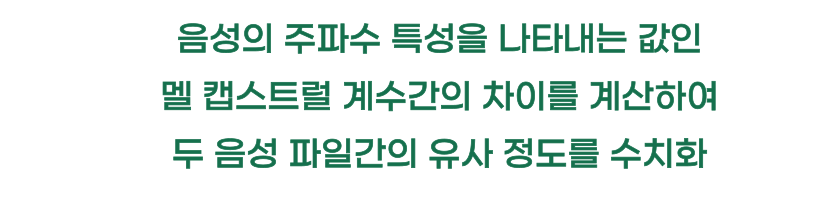 음성의 주파수 특성을 나타내는 값인
멜 캡스트럴 계수간의 차이를 계산하여
두 음성 파일간의 유사 정도를 수치화